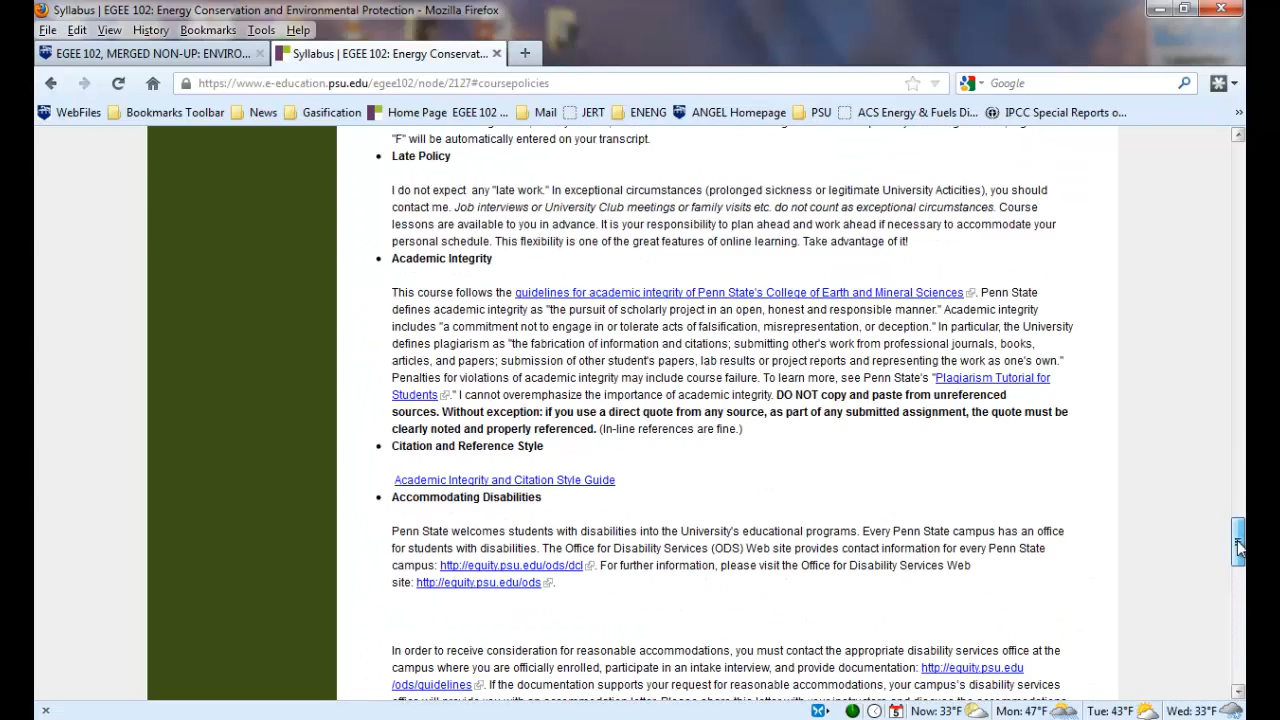 Syllabus | EGEE 102: Energy Conservation and Environmental Protection - Mozilla Firefox
File Edit View History Bookmarks Tools Help
EGEE 102, MERGED NON-UP: ENVIRO... Syllabus | EGEE 102: Energy Conservat...
https://www.e-education.psu.edu/egee102/node/2127#coursepolicies Google
WebFiles Bookmarks Toolbar News Gasification Home Page EGEE 102 ... Mail JERT ENENG ANGEL Homepage PSU ACS Energy & Fuels Di... IPCC Special Reports o... »
"F" will be automatically entered on your transcript.
• Late Policy
I do not expect any "late work." In exceptional circumstances (prolonged sickness or legitimate University Acticities), you should
contact me. Job interviews or University Club meetings or family visits etc. do not count as exceptional circumstances. Course
lessons are available to you in advance. It is your responsibility to plan ahead and work ahead if necessary to accommodate your
personal schedule. This flexibility is one of the great features of online learning. Take advantage of it!
• Academic Integrity
This course follows the guidelines for academic integrity of Penn State's College of Earth and Mineral Sciences. Penn State
defines academic integrity as "the pursuit of scholarly project in an open, honest and responsible manner." Academic integrity
includes "a commitment not to engage in or tolerate acts of falsification, misrepresentation, or deception." In particular, the University
defines plagiarism as "the fabrication of information and citations; submitting other's work from professional journals, books,
articles, and papers; submission of other student's papers, lab results or project reports and representing the work as one's own."
Penalties for violations of academic integrity may include course failure. To learn more, see Penn State's "Plagiarism Tutorial for
Students." I cannot overemphasize the importance of academic integrity. DO NOT copy and paste from unreferenced
sources. Without exception: if you use a direct quote from any source, as part of any submitted assignment, the quote must be
clearly noted and properly referenced. (In-line references are fine.)
• Citation and Reference Style
Academic Integrity and Citation Style Guide
• Accommodating Disabilities
Penn State welcomes students with disabilities into the University's educational programs. Every Penn State campus has an office
for students with disabilities. The Office for Disability Services (ODS) Web site provides contact information for every Penn State
campus: http://equity.psu.edu/ods/dcl. For further information, please visit the Office for Disability Services Web
site: http://equity.psu.edu/ods.
In order to receive consideration for reasonable accommodations, you must contact the appropriate disability services office at the
campus where you are officially enrolled, participate in an intake interview, and provide documentation: http://equity.psu.edu
/ods/guidelines. If the documentation supports your request for reasonable accommodations, your campus's disability services
Now: 33°F Mon: 47°F Tue: 43°F Wed: 33°F